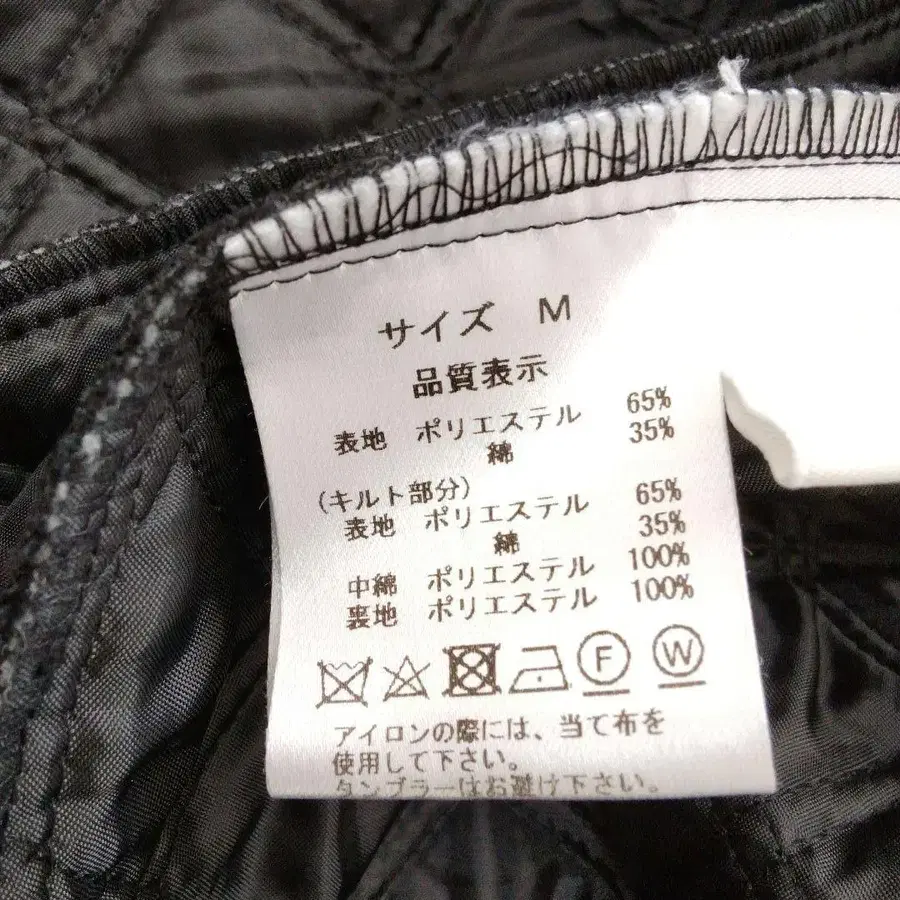 サイズ M
品質表示
表地 ポリエステル 65%
綿 35%
(キルト部分)
表地 ポリエステル 65%
綿 35%
中綿 ポリエステル 100%
裏地 ポリエステル 100%
F W
アイロンの際には、当て布を
使用して下さい。
タンブラーはお避け下さい。